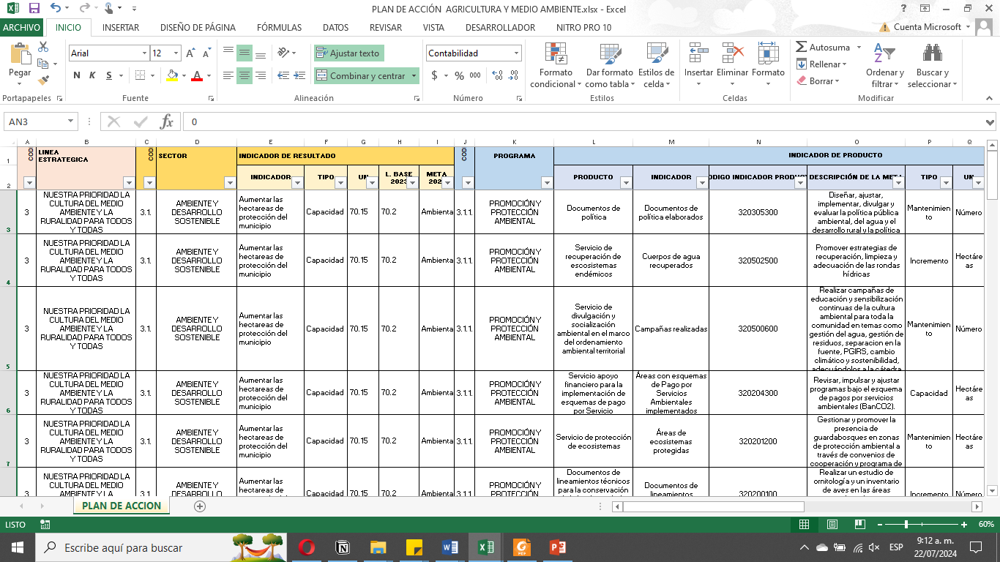 PLAN DE ACCIÓN AGRICULTURA Y MEDIO AMBIENTE.xlsx - Excel
ARCHIVO INICIO INSERTAR DISEÑO DE PÁGINA FÓRMULAS DATOS REVISAR VISTA DESARROLLADOR NITRO PRO 10 Cuenta Microsoft
Arial 12 Ajustar texto Contabilidad Autosuma
Pegar N K S Combinar y centrar $ % 000 Formato condicional Dar formato como tabla Estilos de celda Insertar Eliminar Formato Rellenar Borrar Ordenar y filtrar Buscar y seleccionar
Portapapeles Fuente Alineación Número Estilos Celdas Modificar
AN3 fx 0
A B C D E F G H I J K L M N O P Q
1 COD LINEA ESTRATEGICA COD SECTOR INDICADOR DE RESULTADO COD PROGRAMA INDICADOR DE PRODUCTO
2 INDICADOR TIPO UN L. BASE 2023 META 202 PRODUCTO INDICADOR ODIGO INDICADOR PRODUC DESCRIPCIÓN DE LA META TIPO UN
3 3 NUESTRA PRIORIDAD LA CULTURA DEL MEDIO AMBIENTE Y LA RURALIDAD PARA TODOS Y TODAS 3.1. AMBIENTE Y DESARROLLO SOSTENIBLE Aumentar las hectareas de protección del municipio Capacidad 70.15 70.2 Ambienta 3.1.1. PROMOCIÓN Y PROTECCIÓN AMBIENTAL Documentos de política Documentos de política elaborados 320305300 Diseñar, ajustar, implementar, divulgar y evaluar la política pública ambiental, del agua y el desarrollo rural y la política Mantenimiento Número
4 3 NUESTRA PRIORIDAD LA CULTURA DEL MEDIO AMBIENTE Y LA RURALIDAD PARA TODOS Y TODAS 3.1. AMBIENTE Y DESARROLLO SOSTENIBLE Aumentar las hectareas de protección del municipio Capacidad 70.15 70.2 Ambienta 3.1.1. PROMOCIÓN Y PROTECCIÓN AMBIENTAL Servicio de recuperación de escosistemas endémicos Cuerpos de agua recuperados 320502500 Promover estrategias de recuperación, limpieza y adecuación de las rondas hídricas Incremento Hectáreas
5 3 NUESTRA PRIORIDAD LA CULTURA DEL MEDIO AMBIENTE Y LA RURALIDAD PARA TODOS Y TODAS 3.1. AMBIENTE Y DESARROLLO SOSTENIBLE Aumentar las hectareas de protección del municipio Capacidad 70.15 70.2 Ambienta 3.1.1. PROMOCIÓN Y PROTECCIÓN AMBIENTAL Servicio de divulgación y socialización ambiental en el marco del ordenamiento ambiental territorial Campañas realizadas 320500600 Realizar campañas de educación y sensibilización continuas de la cultura ambiental para toda la comunidad en temas como gestión del agua, gestión de residuos, separacion en la fuente, PGIRS, cambio climático y sostenibilidad, adecuándolos a la cátedra Mantenimiento Número
6 3 NUESTRA PRIORIDAD LA CULTURA DEL MEDIO AMBIENTE Y LA RURALIDAD PARA TODOS Y TODAS 3.1. AMBIENTE Y DESARROLLO SOSTENIBLE Aumentar las hectareas de protección del municipio Capacidad 70.15 70.2 Ambienta 3.1.1. PROMOCIÓN Y PROTECCIÓN AMBIENTAL Servicio apoyo financiero para la implementación de esquemas de pago por Servicio Áreas con esquemas de Pago por Servicios Ambientales implementados 320204300 Revisar, impulsar y ajustar programas bajo el esquema de pagos por servicios ambientales (BanCO2). Capacidad Hectáreas
7 3 NUESTRA PRIORIDAD LA CULTURA DEL MEDIO AMBIENTE Y LA RURALIDAD PARA TODOS Y TODAS 3.1. AMBIENTE Y DESARROLLO SOSTENIBLE Aumentar las hectareas de protección del municipio Capacidad 70.15 70.2 Ambienta 3.1.1. PROMOCIÓN Y PROTECCIÓN AMBIENTAL Servicio de protección de ecosistemas Áreas de ecosistemas protegidas 320201200 Gestionar y promover la presencia de guardabosques en zonas de protección ambiental a través de convenios de cooperación y programa de Mantenimiento Hectáreas
3 NUESTRA PRIORIDAD LA CULTURA DEL MEDIO AMBIENTE Y LA RURALIDAD PARA TODOS 3.1. AMBIENTE Y DESARROLLO SOSTENIBLE Aumentar las hectareas de protección del Capacidad 70.15 70.2 Ambienta 3.1.1 PROMOCIÓN Y PROTECCIÓN AMBIENTAL Documentos de lineamientos técnicos para la conservación Documentos de lineamientos 320200100 Realizar un estudio de ornitología y un inventario de aves en las áreas Incremento Número
PLAN DE ACCION
LISTO 60%
Escribe aquí para buscar ESP 9:12 a. m.
22/07/2024